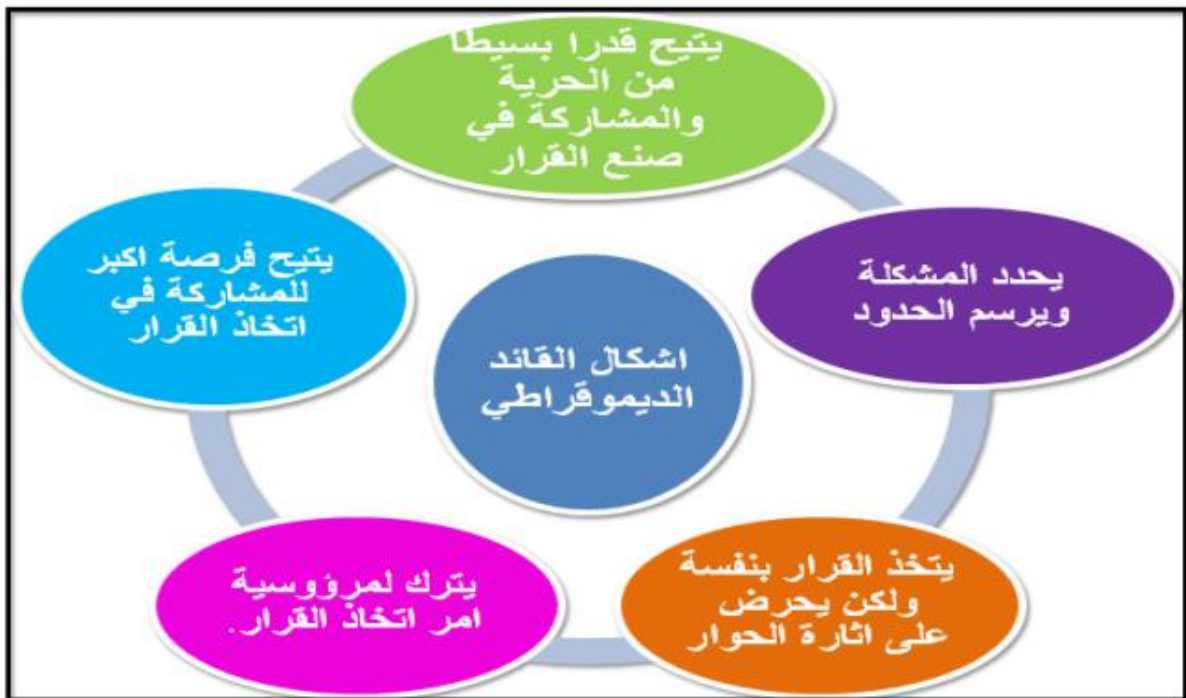 يتيح قدرا بسيطا
من الحرية
والمشاركة في
صنع القرار
يحدد المشكلة
ويرسم الحدود
يتخذ القرار بنفسة
ولكن يحرض
على اثارة الحوار
يترك لمرؤوسية
امر اتخاذ القرار.
يتيح فرصة اكبر
للمشاركة في
اتخاذ القرار
اشكال القائد
الديموقراطي